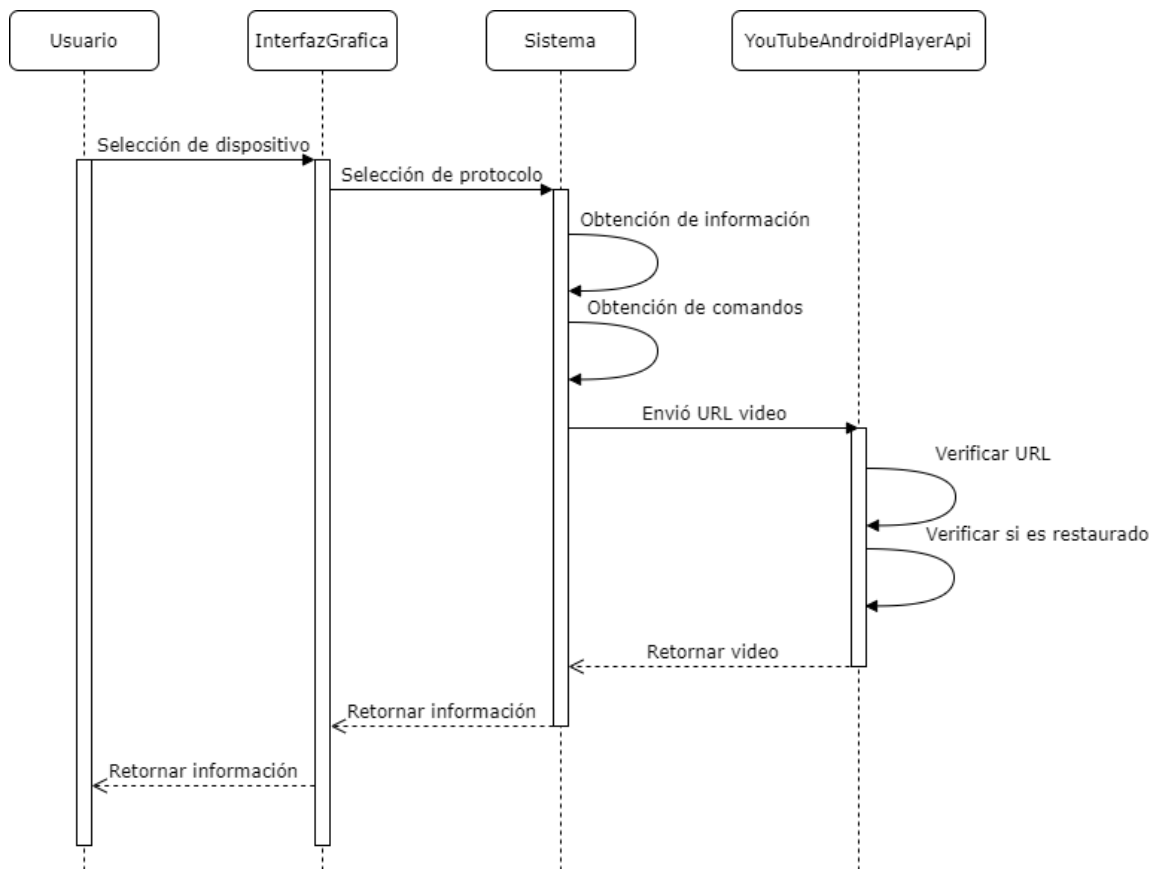 Usuario
InterfazGrafica
Sistema
YouTubeAndroidPlayerApi
Selección de dispositivo
Selección de protocolo
Obtención de información
Obtención de comandos
Envió URL video
Verificar URL
Verificar si es restaurado
Retornar video
Retornar información
Retornar información